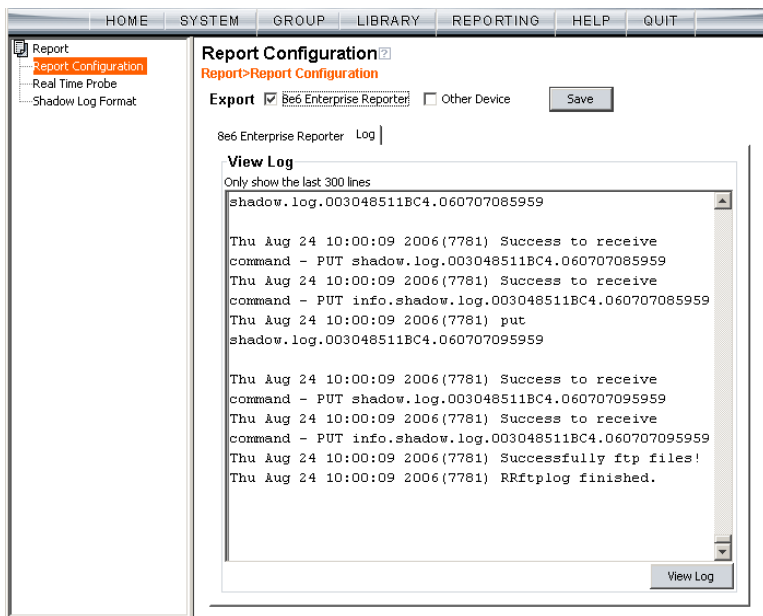 HOME SYSTEM GROUP LIBRARY REPORTING HELP QUIT
Report
Report Configuration
Real Time Probe
Shadow Log Format
Report Configuration?
Report>Report Configuration
Export 8e6 Enterprise Reporter Other Device Save
8e6 Enterprise Reporter Log
View Log
Only show the last 300 lines
shadow.log.003048511BC4.060707085959
Thu Aug 24 10:00:09 2006(7781) Success to receive
command - PUT shadow.log.003048511BC4.060707085959
Thu Aug 24 10:00:09 2006(7781) Success to receive
command - PUT info.shadow.log.003048511BC4.060707085959
Thu Aug 24 10:00:09 2006(7781) put
shadow.log.003048511BC4.060707095959
Thu Aug 24 10:00:09 2006(7781) Success to receive
command - PUT shadow.log.003048511BC4.060707095959
Thu Aug 24 10:00:09 2006(7781) Success to receive
command - PUT info.shadow.log.003048511BC4.060707095959
Thu Aug 24 10:00:09 2006(7781) Successfully ftp files!
Thu Aug 24 10:00:09 2006(7781) RRftplog finished.
View Log